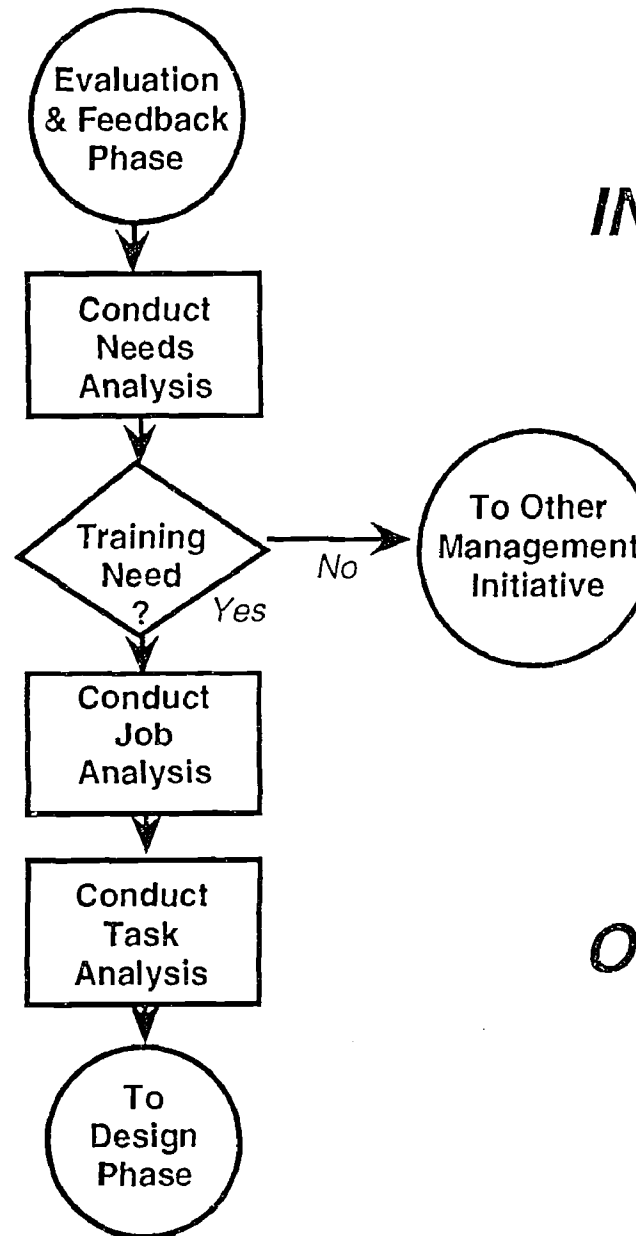 Evaluation
& Feedback
Phase
IN
Conduct
Needs
Analysis
Training
Need
?
Yes
No
To Other
Management
Initiative
Conduct
Job
Analysis
Conduct
Task
Analysis
O
To
Design
Phase